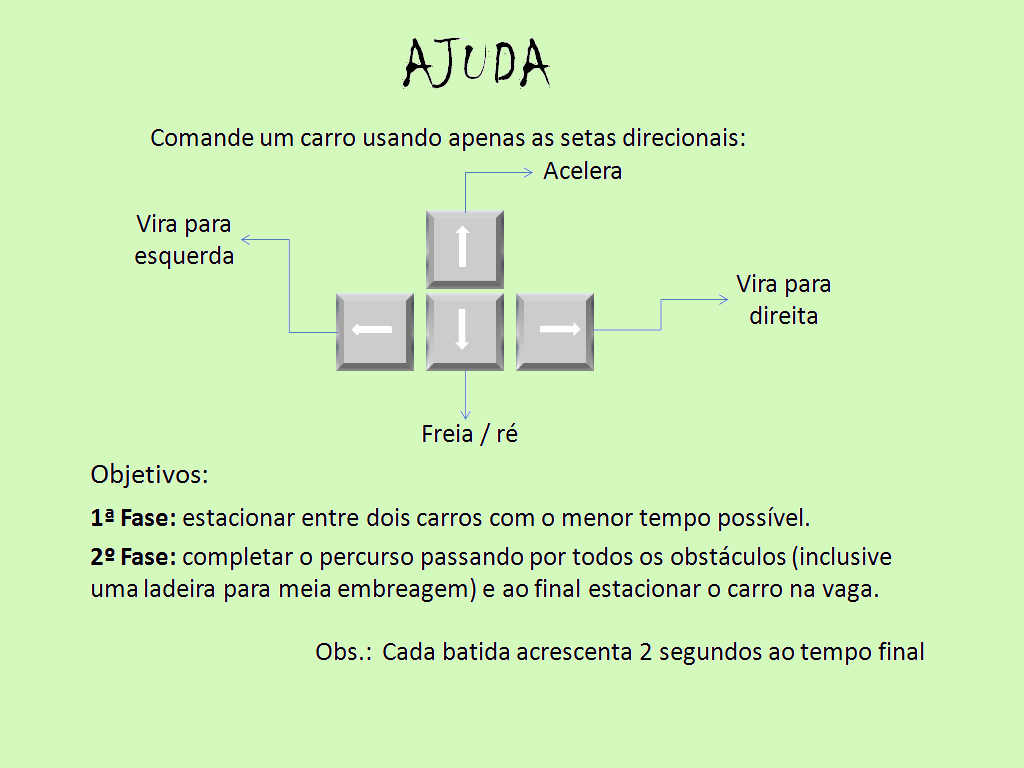 AJUDA
Comande um carro usando apenas as setas direcionais:
Acelera
Vira para
esquerda
Vira para
direita
Freia / ré
Objetivos:
1ª Fase: estacionar entre dois carros com o menor tempo possível.
2º Fase: completar o percurso passando por todos os obstáculos (inclusive
uma ladeira para meia embreagem) e ao final estacionar o carro na vaga.
Obs.: Cada batida acrescenta 2 segundos ao tempo final